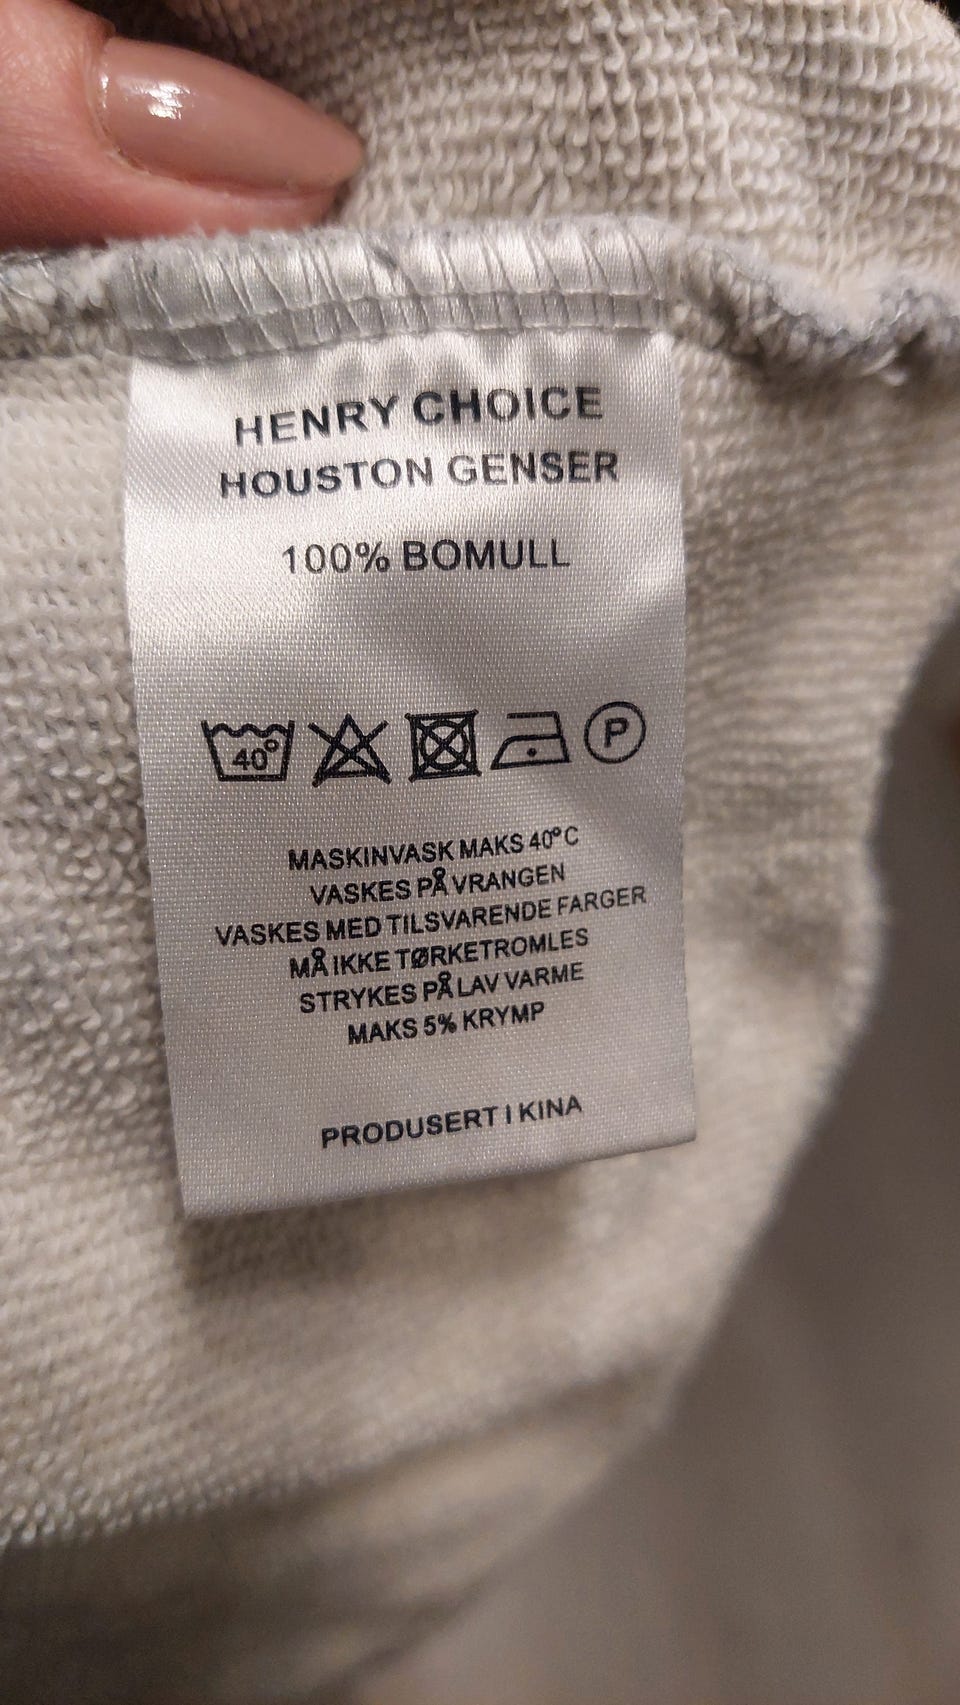 HENRY CHOICE
HOUSTON GENSER
100% BOMULL
40° P
MASKINVASK MAKS 40°C
VASKES PÅ VRANGEN
VASKES MED TILSVARENDE FARGER
MÅ IKKE TØRKETROMLES
STRYKES PÅ LAV VARME
MAKS 5% KRYMP
PRODUSERT I KINA